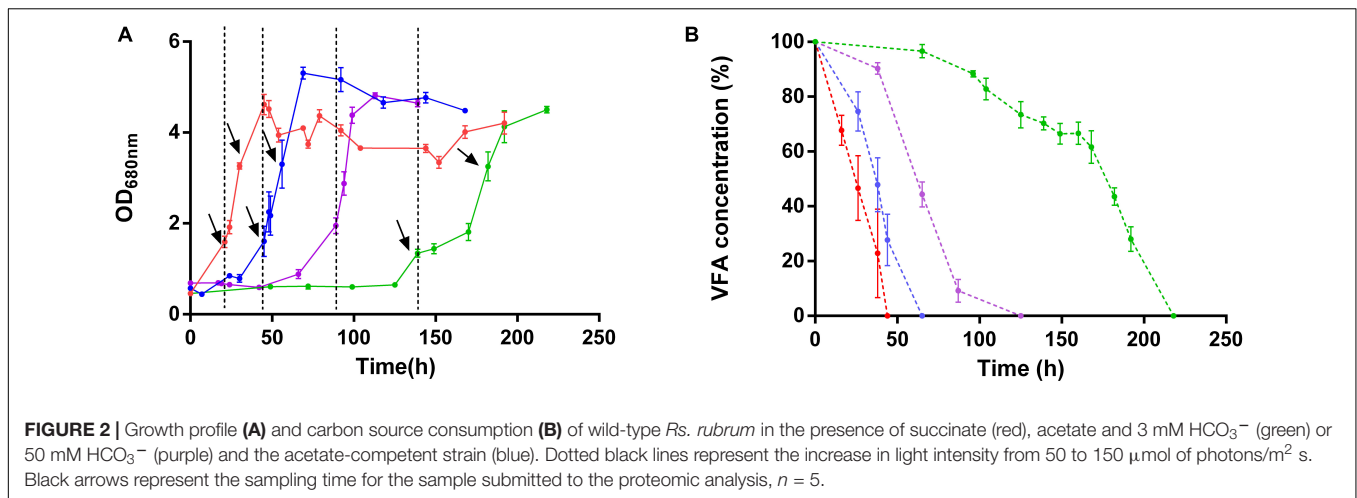 A
6
4
2
0
OD680nm
0 50 100 150 200 250
Time(h)
B
100
80
60
40
20
0
VFA concentration (%)
0 50 100 150 200 250
Time (h)
FIGURE 2 | Growth profile (A) and carbon source consumption (B) of wild-type Rs. rubrum in the presence of succinate (red), acetate and 3 mM HCO3− (green) or
50 mM HCO3− (purple) and the acetate-competent strain (blue). Dotted black lines represent the increase in light intensity from 50 to 150 μmol of photons/m² s.
Black arrows represent the sampling time for the sample submitted to the proteomic analysis, n = 5.